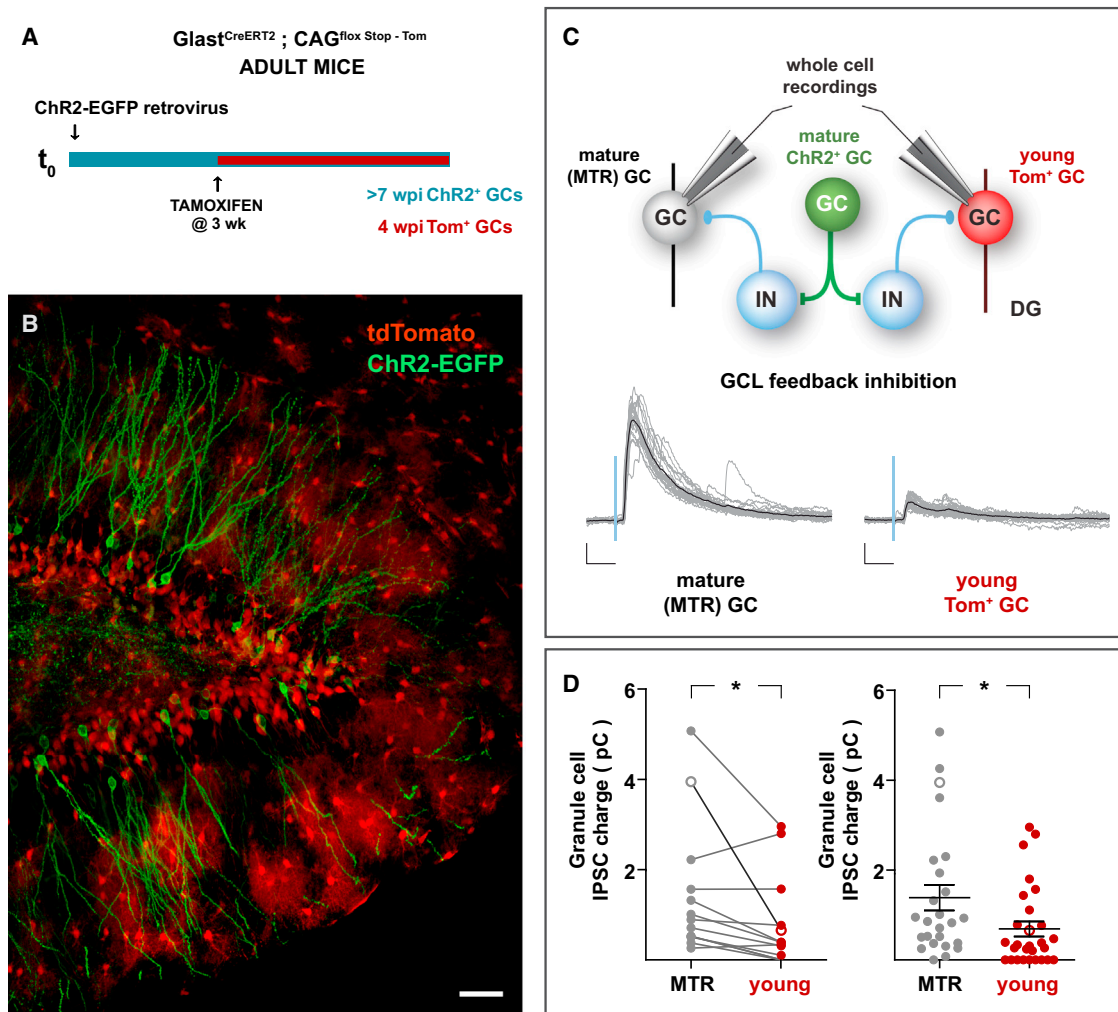 A
Glast^CreERT2 ; CAG^flox Stop - Tom
ADULT MICE
ChR2-EGFP retrovirus
↓
t₀
↑
TAMOXIFEN
@ 3 wk
>7 wpi ChR2⁺ GCs
4 wpi Tom⁺ GCs
B
tdTomato
ChR2-EGFP
C
whole cell
recordings
mature
(MTR) GC
mature
ChR2⁺ GC
young
Tom⁺ GC
GC
GC
GC
IN
IN
DG
GCL feedback inhibition
mature
(MTR) GC
young
Tom⁺ GC
D
Granule cell
IPSC charge ( pC )
6
4
2
*
MTR
young
Granule cell
IPSC charge ( pC )
6
4
2
*
MTR
young